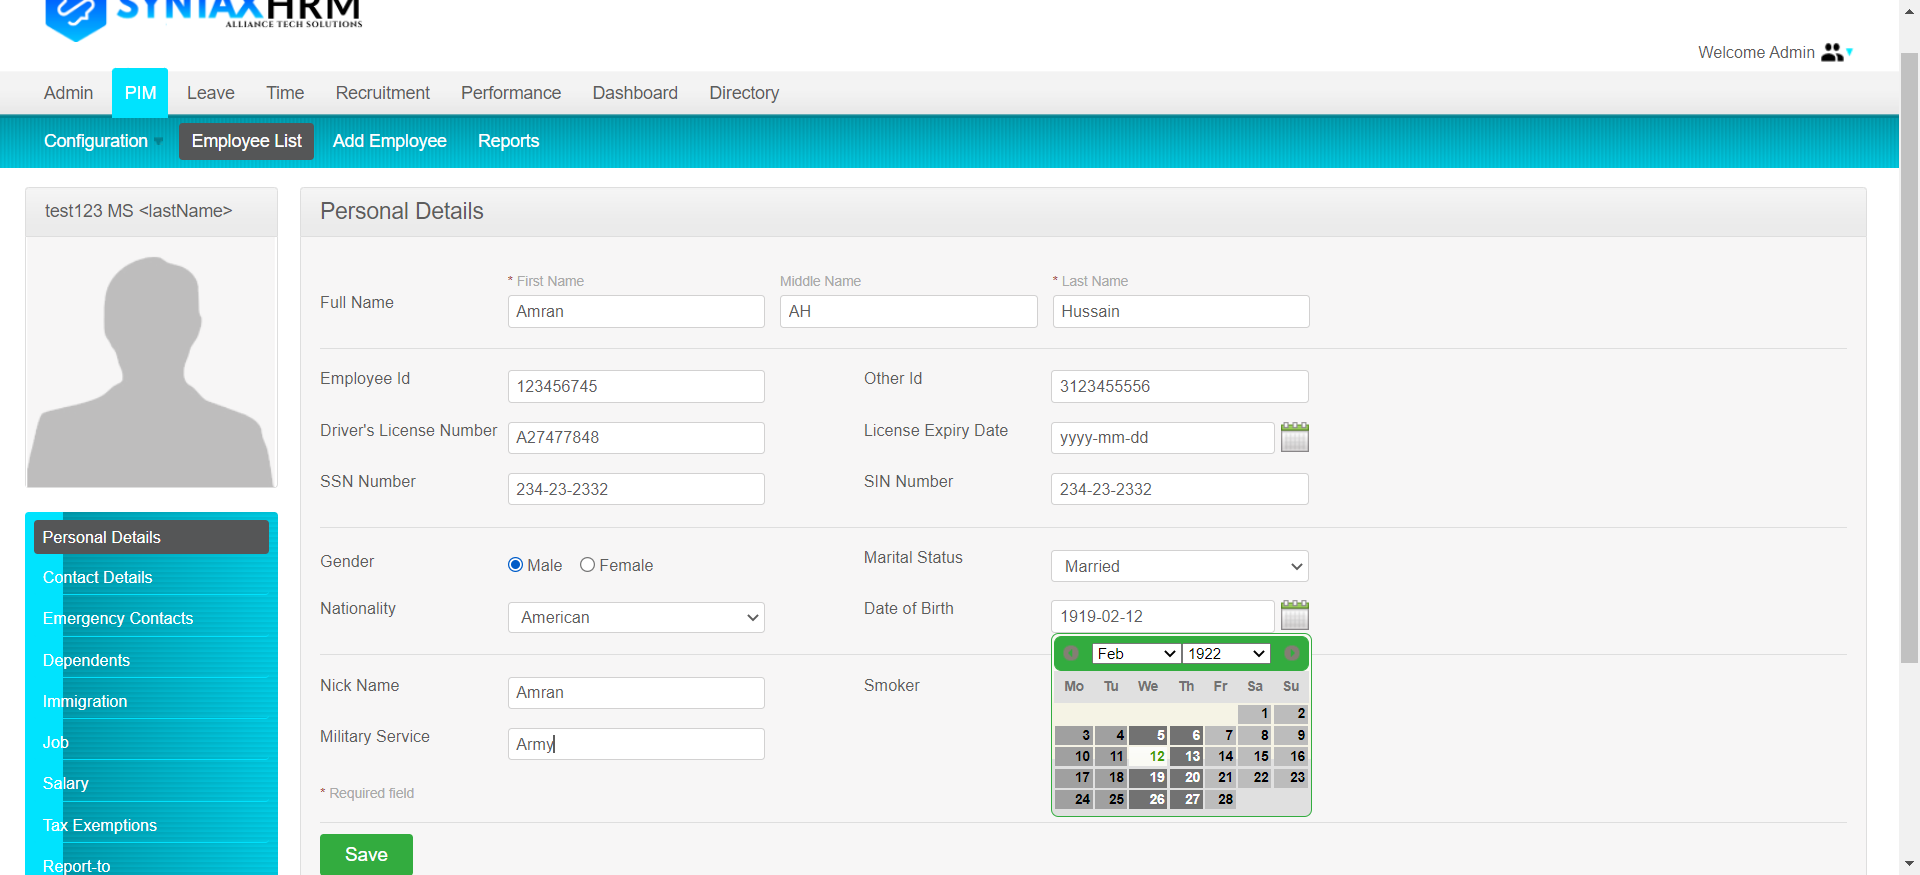 SYNTAXHRM
ALLIANCE TECH SOLUTIONS
Welcome Admin
Admin PIM Leave Time Recruitment Performance Dashboard Directory
Configuration Employee List Add Employee Reports
test123 MS <lastName>
Personal Details
* First Name Middle Name * Last Name
Full Name Amran AH Hussain
Employee Id 123456745 Other Id 3123455556
Driver's License Number A27477848 License Expiry Date yyyy-mm-dd
SSN Number 234-23-2332 SIN Number 234-23-2332
Gender Male Female Marital Status Married
Nationality American Date of Birth 1919-02-12
Feb 1922
Mo Tu We Th Fr Sa Su
1 2
3 4 5 6 7 8 9
10 11 12 13 14 15 16
17 18 19 20 21 22 23
24 25 26 27 28
Nick Name Amran Smoker
Military Service Army
* Required field
Save
Personal Details
Contact Details
Emergency Contacts
Dependents
Immigration
Job
Salary
Tax Exemptions
Report-to